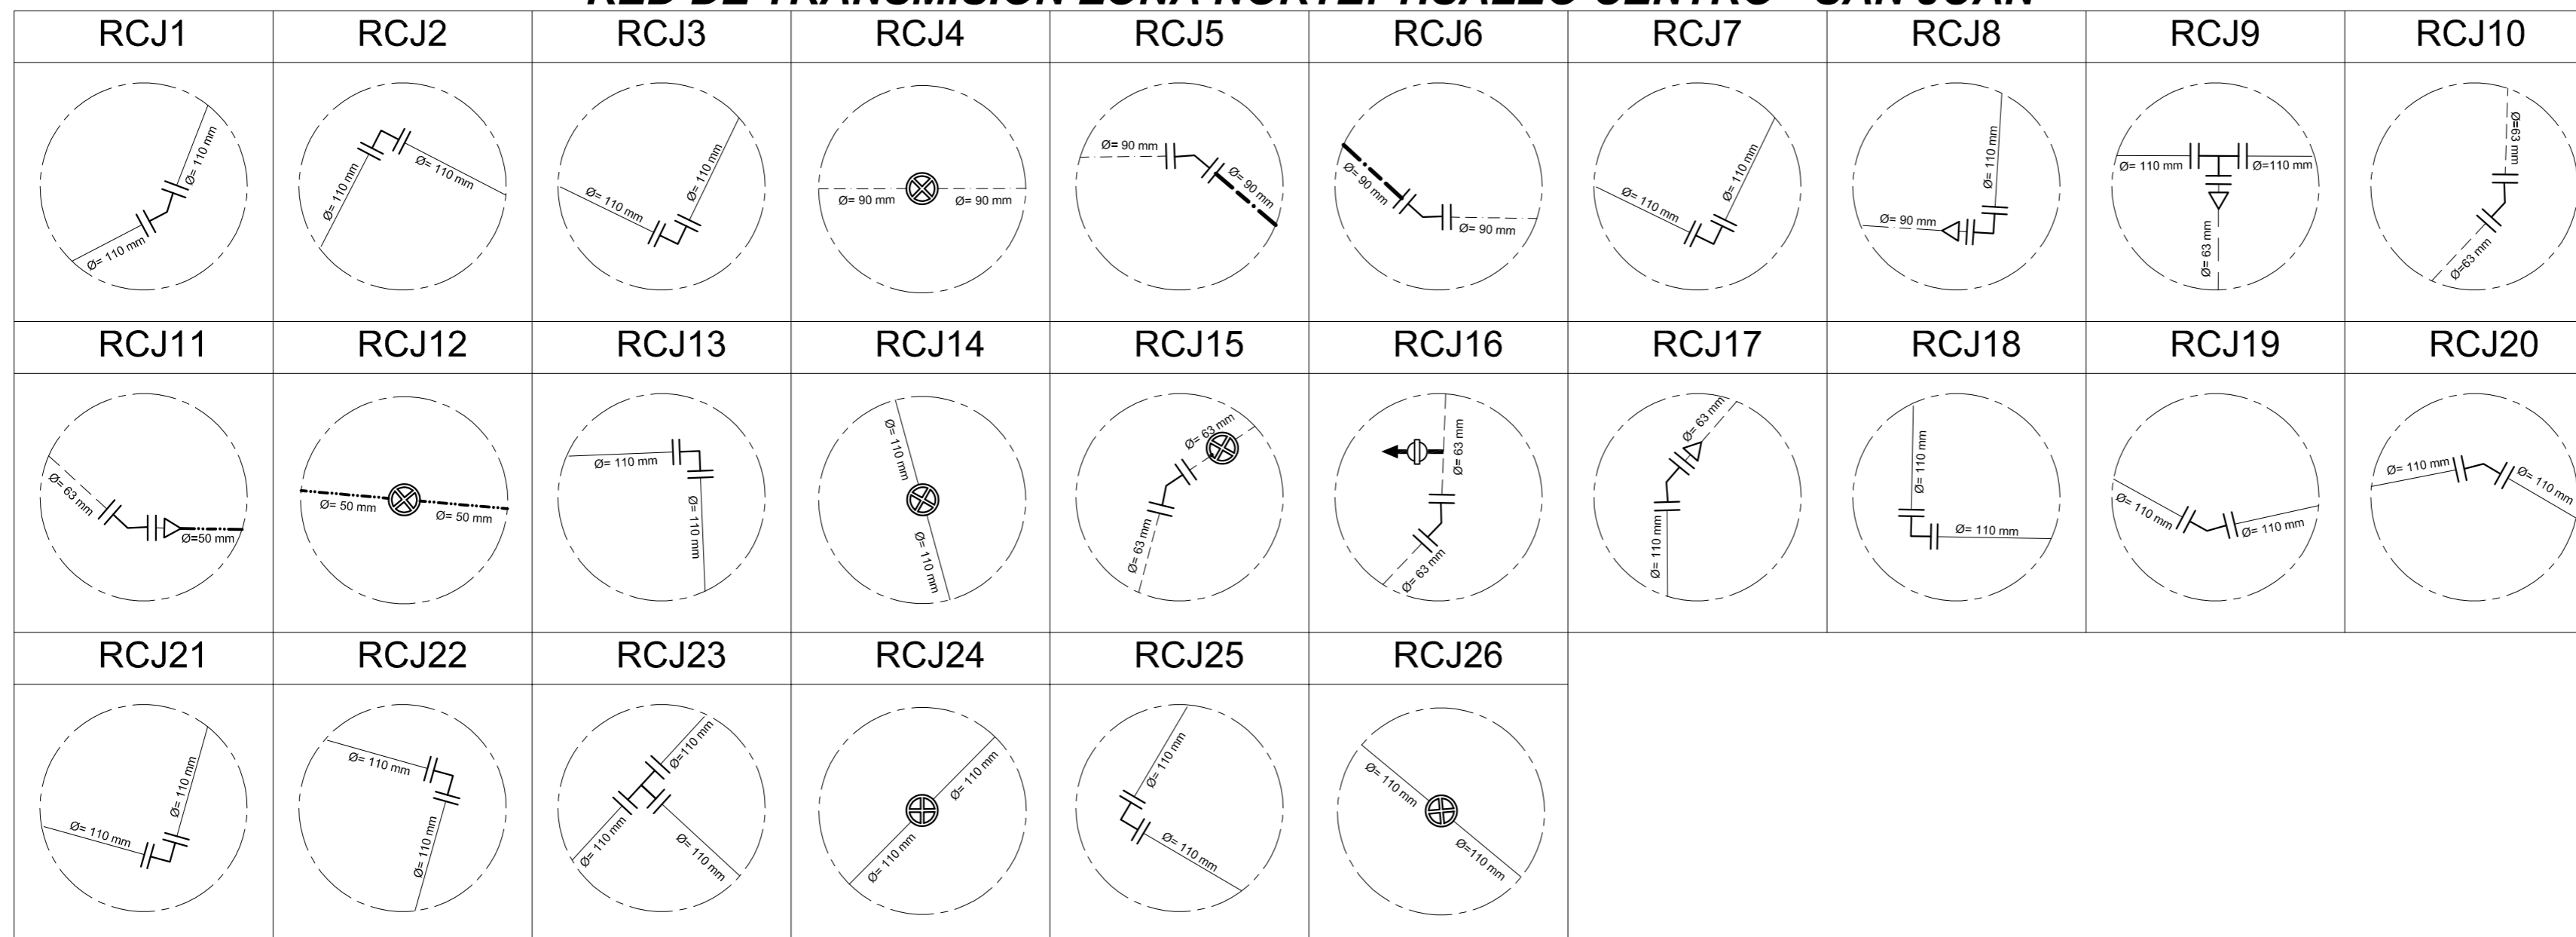 RED DE TRANSMISION ZONA CENTRO - SAN JUAN
RCJ1
RCJ2
RCJ3
RCJ4
RCJ5
RCJ6
RCJ7
RCJ8
RCJ9
RCJ10
Ø= 110 mm
Ø= 110 mm
Ø= 110 mm
Ø= 110 mm
Ø= 110 mm
Ø= 110 mm
Ø= 90 mm
Ø= 90 mm
Ø= 90 mm
Ø= 90 mm
Ø= 90 mm
Ø= 90 mm
Ø= 110 mm
Ø= 110 mm
Ø= 110 mm
Ø= 90 mm
Ø= 110 mm
Ø=110 mm
Ø= 63 mm
Ø=63 mm
Ø=63 mm
RCJ11
RCJ12
RCJ13
RCJ14
RCJ15
RCJ16
RCJ17
RCJ18
RCJ19
RCJ20
Ø= 63 mm
Ø=50 mm
Ø= 50 mm
Ø= 50 mm
Ø= 110 mm
Ø= 110 mm
Ø= 110 mm
Ø= 110 mm
Ø= 63 mm
Ø= 63 mm
Ø= 63 mm
Ø= 63 mm
Ø= 63 mm
Ø= 110 mm
Ø= 110 mm
Ø= 110 mm
Ø= 110 mm
Ø= 110 mm
Ø= 110 mm
Ø= 110 mm
RCJ21
RCJ22
RCJ23
RCJ24
RCJ25
RCJ26
Ø= 110 mm
Ø= 110 mm
Ø= 110 mm
Ø= 110 mm
Ø=110 mm
Ø= 110 mm
Ø= 110 mm
Ø= 110 mm
Ø= 110 mm
Ø= 110 mm
Ø= 110 mm
Ø= 110 mm
Ø=110 mm